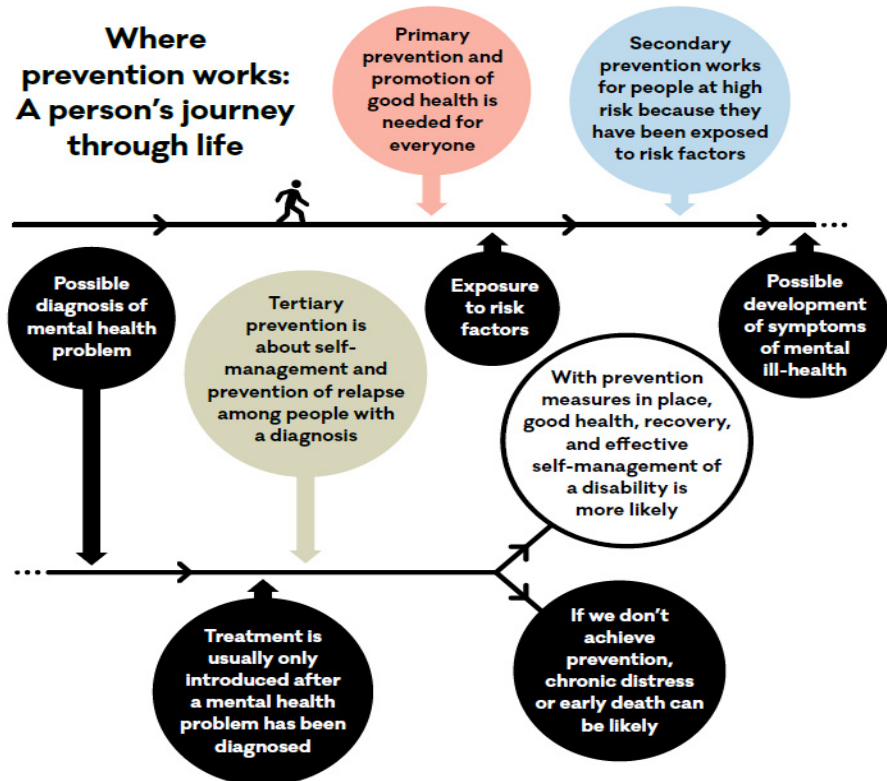 Where
prevention works:
A person's journey
through life
Primary
prevention and
promotion of
good health is
needed for
everyone
Secondary
prevention works
for people at high
risk because they
have been exposed
to risk factors
Exposure
to risk
factors
Possible
development
of symptoms
of mental
ill-health
Possible
diagnosis of
mental health
problem
Tertiary
prevention is
about self-
management and
prevention of relapse
among people with
a diagnosis
Treatment is
usually only
introduced after
a mental health
problem has been
diagnosed
With prevention
measures in place,
good health, recovery,
and effective
self-management of
a disability is
more likely
If we don't
achieve
prevention,
chronic distress
or early death can
be likely